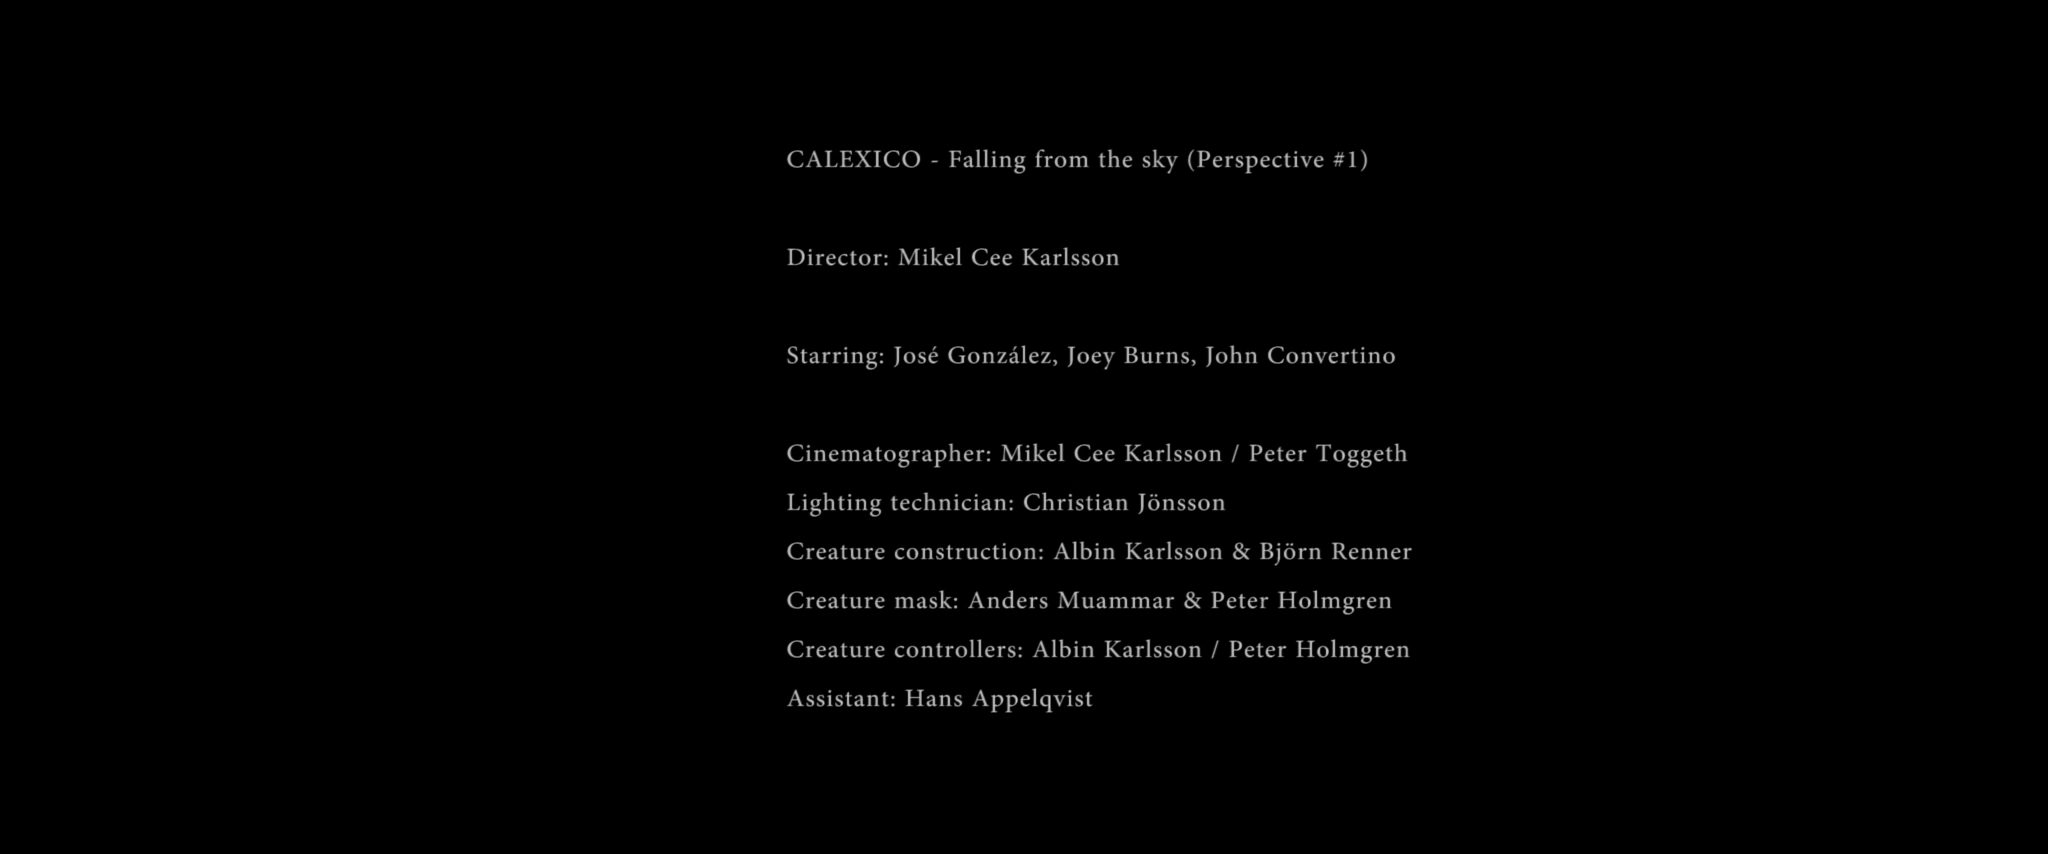 CALEXICO - Falling from the sky (Perspective #1)
Director: Mikel Cee Karlsson
Starring: José González, Joey Burns, John Convertino
Cinematographer: Mikel Cee Karlsson / Peter Toggeth
Lighting technician: Christian Jönsson
Creature construction: Albin Karlsson & Björn Renner
Creature mask: Anders Muammar & Peter Holmgren
Creature controllers: Albin Karlsson / Peter Holmgren
Assistant: Hans Appelqvist